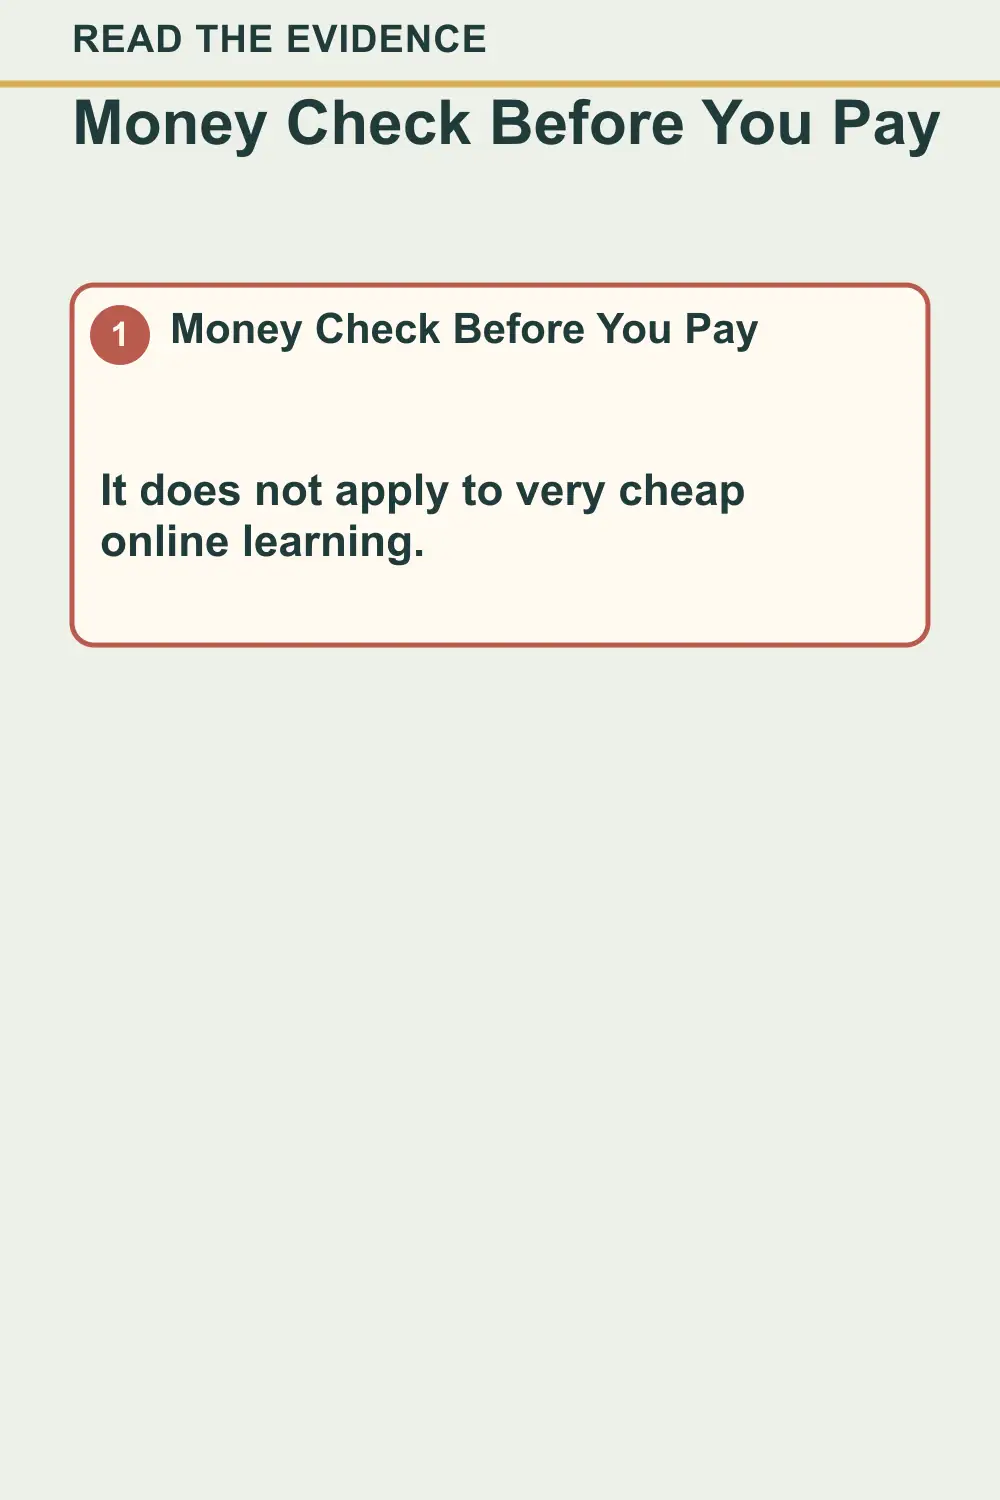 READ THE EVIDENCE
Money Check Before You Pay
1 Money Check Before You Pay
It does not apply to very cheap
online learning.